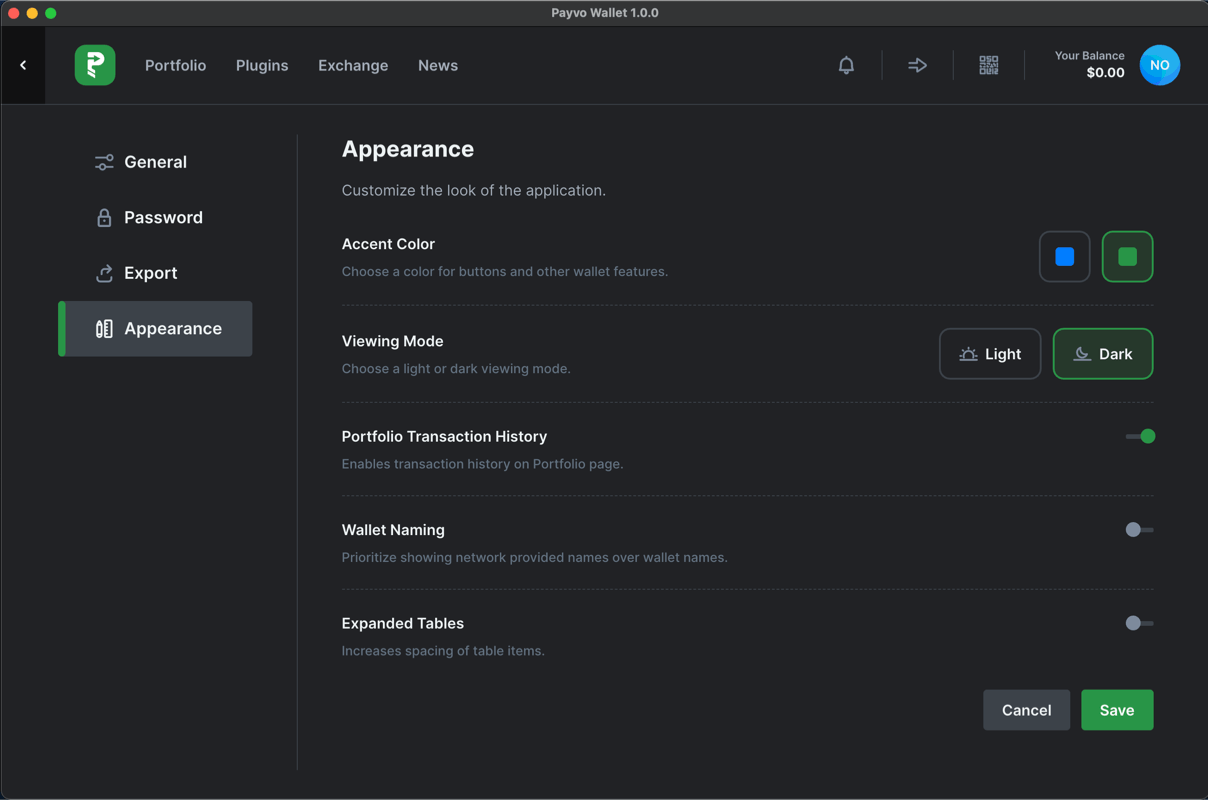 Payvo Wallet 1.0.0
Portfolio
Plugins
Exchange
News
Your Balance
$0.00
NO
General
Password
Export
Appearance
Appearance
Customize the look of the application.
Accent Color
Choose a color for buttons and other wallet features.
Viewing Mode
Choose a light or dark viewing mode.
Light
Dark
Portfolio Transaction History
Enables transaction history on Portfolio page.
Wallet Naming
Prioritize showing network provided names over wallet names.
Expanded Tables
Increases spacing of table items.
Cancel
Save